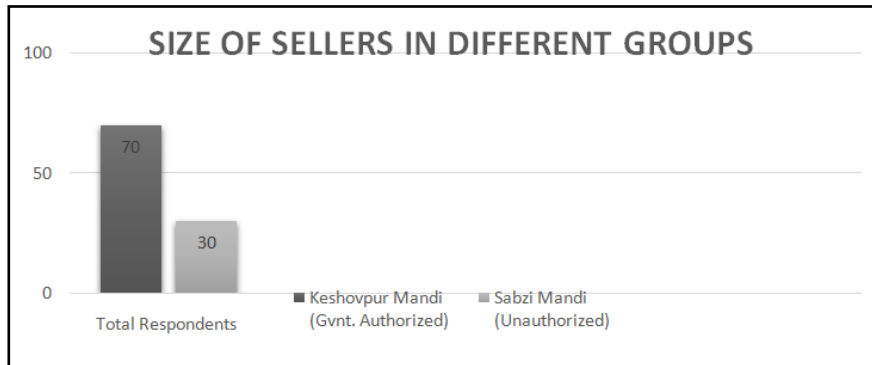 SIZE OF SELLERS IN DIFFERENT GROUPS
100
70
50
30
0
Total Respondents
Keshovpur Mandi
(Gvnt. Authorized)
Sabzi Mandi
(Unauthorized)